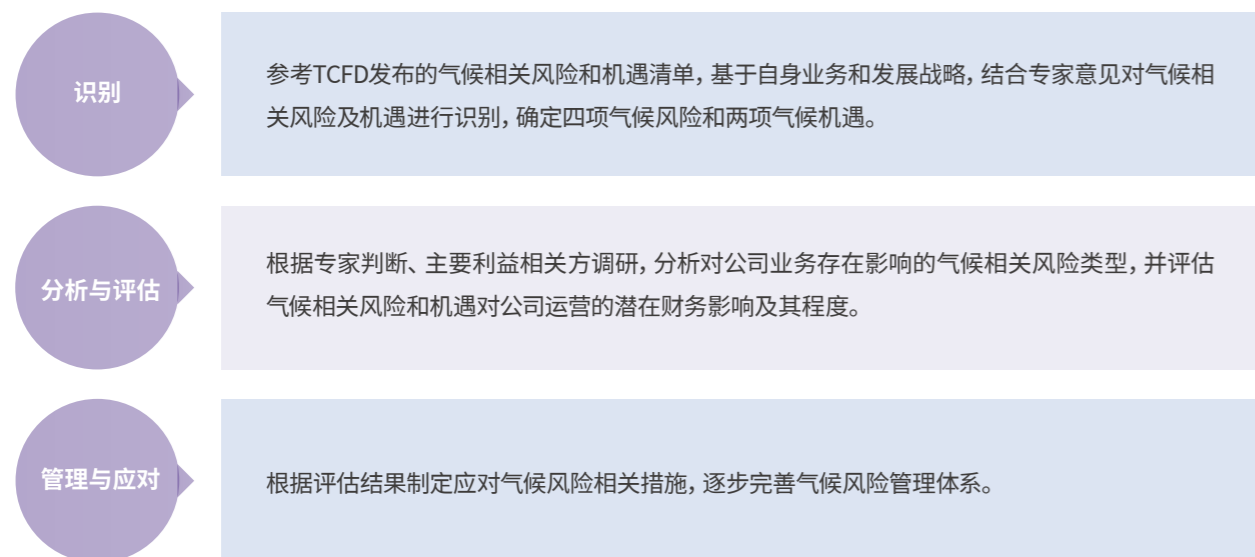 识别
参考TCFD发布的气候相关风险和机遇清单，基于自身业务和发展战略，结合专家意见对气候相
关风险及机遇进行识别，确定四项气候风险和两项气候机遇。
分析与评估
根据专家判断、主要利益相关方调研，分析对公司业务存在影响的气候相关风险类型，并评估
气候相关风险和机遇对公司运营的潜在财务影响及其程度。
管理与应对
根据评估结果制定应对气候风险相关措施，逐步完善气候风险管理体系。